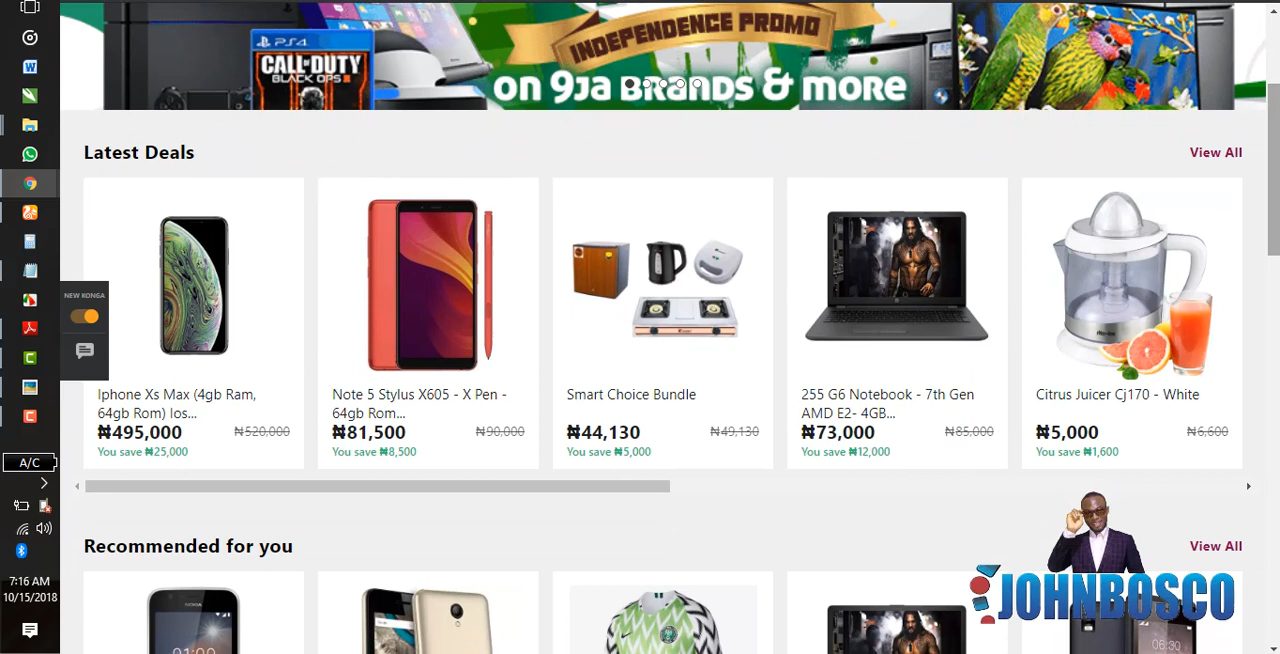 PS4
CALL OF DUTY
BLACK OPS
INDEPENDENCE PROMO
on 9ja BRanDs & moRe
Latest Deals
View All
NEW KONGA
Iphone Xs Max (4gb Ram,
64gb Rom) Ios...
₦495,000 ₦520,000
You save ₦25,000
Note 5 Stylus X605 - X Pen -
64gb Rom...
₦81,500 ₦90,000
You save ₦8,500
Smart Choice Bundle
₦44,130 ₦49,130
You save ₦5,000
255 G6 Notebook - 7th Gen
AMD E2- 4GB...
₦73,000 ₦85,000
You save ₦12,000
Citrus Juicer Cj170 - White
₦5,000 ₦6,600
You save ₦1,600
Recommended for you
View All
NOKIA
06:30
JOHNBOSCO
A/C
7:16 AM
10/15/2018